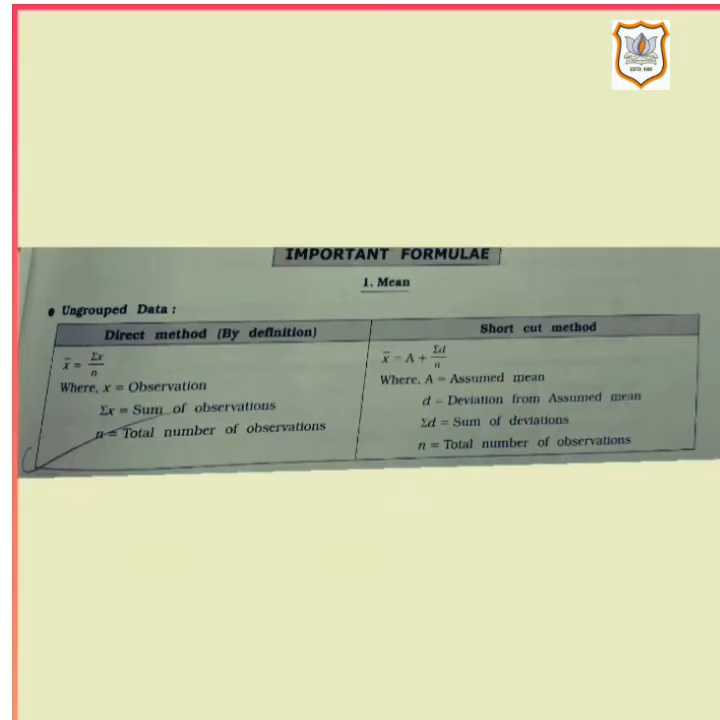 ESTD. 1969
IMPORTANT FORMULAE
1. Mean
• Ungrouped Data :
Direct method (By definition)
x̄ = Σx/n
Where, x = Observation
Σx = Sum of observations
n = Total number of observations
Short cut method
x̄ = A + Σd/n
Where, A = Assumed mean
d = Deviation from Assumed mean
Σd = Sum of deviations
n = Total number of observations